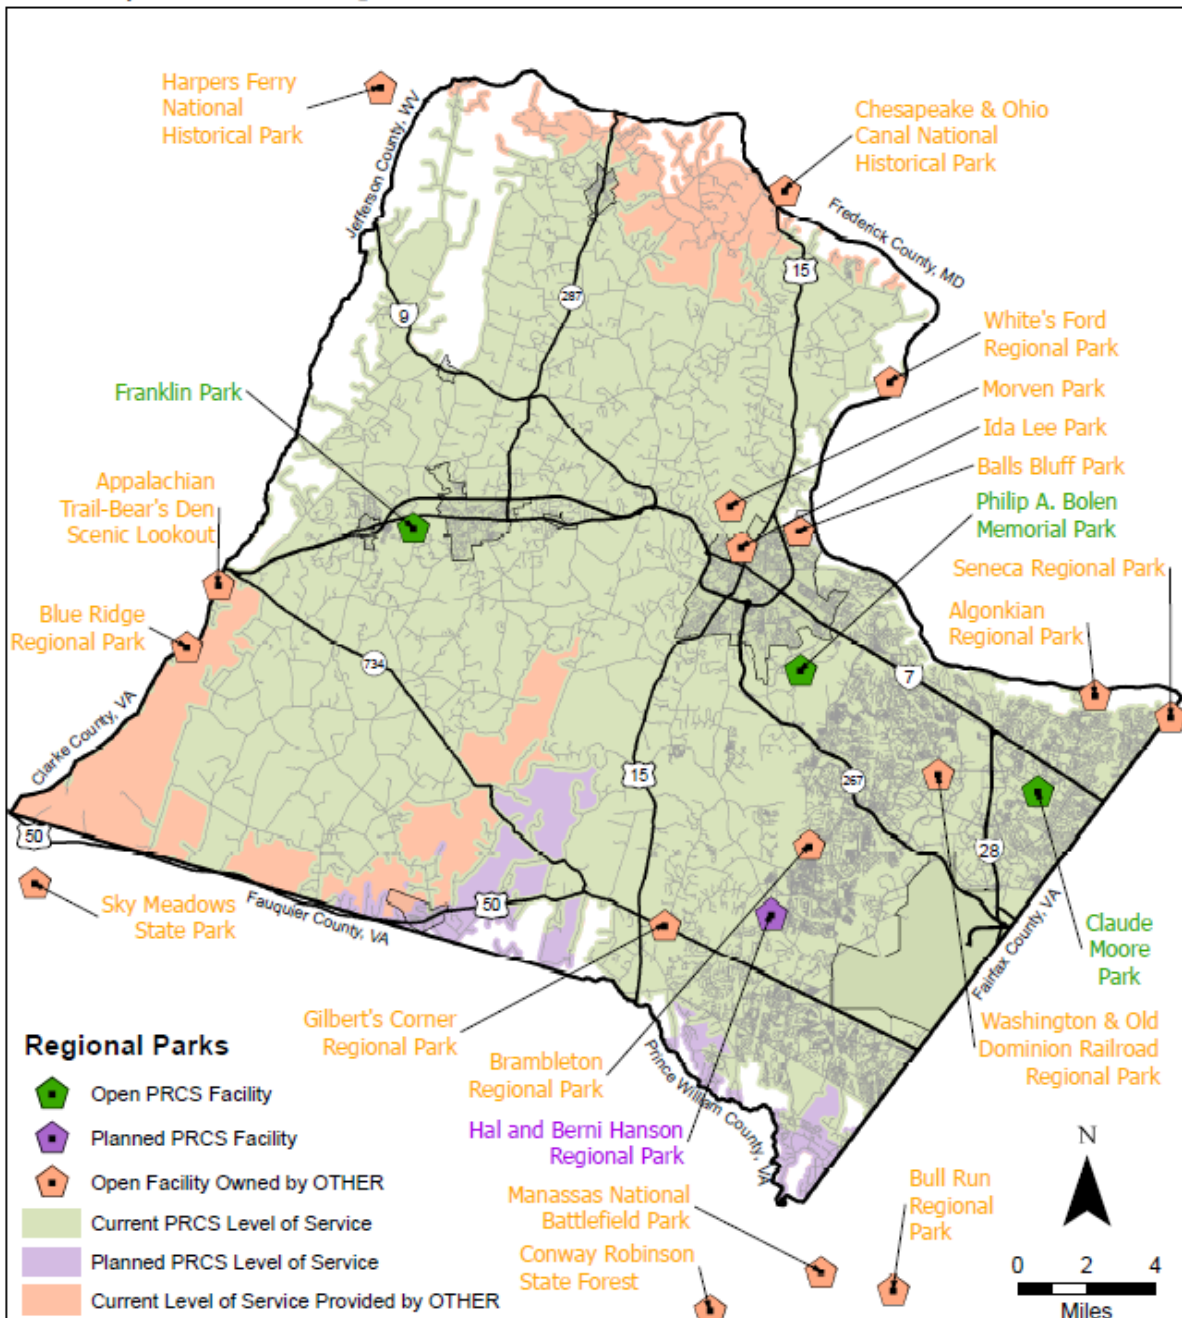 Harpers Ferry
National
Historical Park
Jefferson County, WV
Chesapeake & Ohio
Canal National
Historical Park
Frederick County, MD
15
287
9
White's Ford
Regional Park
Franklin Park
Morven Park
Ida Lee Park
Balls Bluff Park
Appalachian
Trail-Bear's Den
Scenic Lookout
Philip A. Bolen
Memorial Park
Seneca Regional Park
Blue Ridge
Regional Park
Algonkian
Regional Park
734
7
Clarke County, VA
15
267
50
28
Sky Meadows
State Park
Fauquier County, VA
50
Fairfax County, VA
Claude
Moore
Park
Gilbert's Corner
Regional Park
Washington & Old
Dominion Railroad
Regional Park
Brambleton
Regional Park
Prince William County, VA
Hal and Berni Hanson
Regional Park
Manassas National
Battlefield Park
Bull Run
Regional
Park
Conway Robinson
State Forest
Regional Parks
Open PRCS Facility
Planned PRCS Facility
Open Facility Owned by OTHER
Current PRCS Level of Service
Planned PRCS Level of Service
Current Level of Service Provided by OTHER
N
0 2 4
Miles